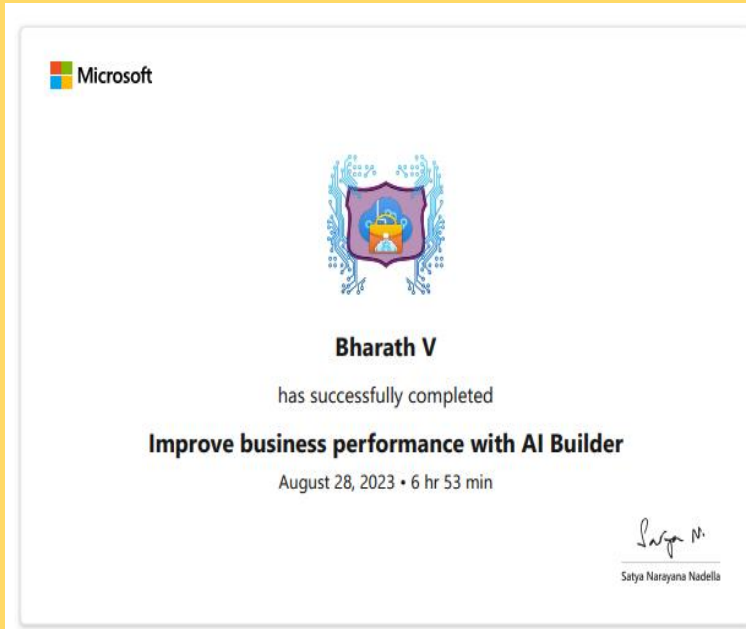 Microsoft
Bharath V
has successfully completed
Improve business performance with AI Builder
August 28, 2023 • 6 hr 53 min
Satya N.
Satya Narayana Nadella